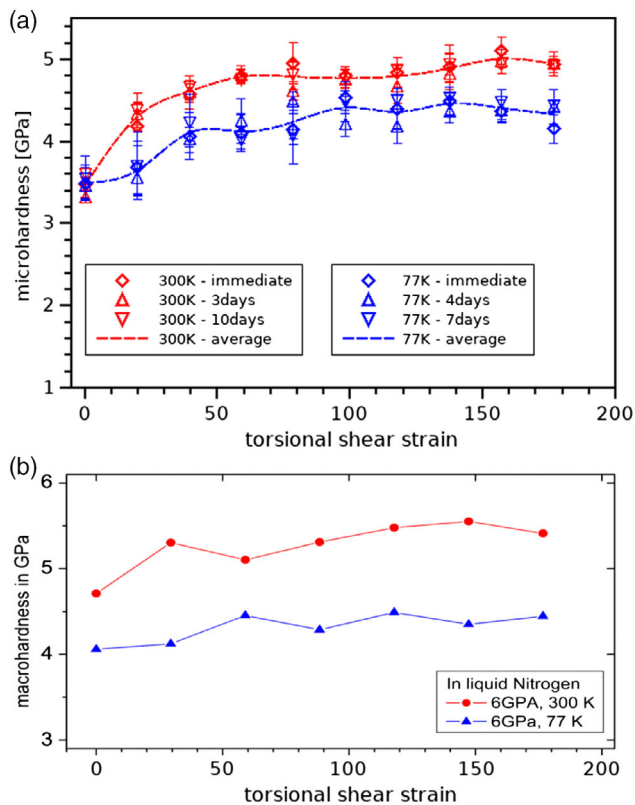 (a)
microhardness [GPa]
5
4
3
2
1
300K - immediate
300K - 3days
300K - 10days
300K - average
77K - immediate
77K - 4days
77K - 7days
77K - average
0
50
100
150
200
torsional shear strain
(b)
macrohardness in GPa
6
5
4
3
In liquid Nitrogen
6GPA, 300 K
6GPa, 77 K
0
50
100
150
200
torsional shear strain